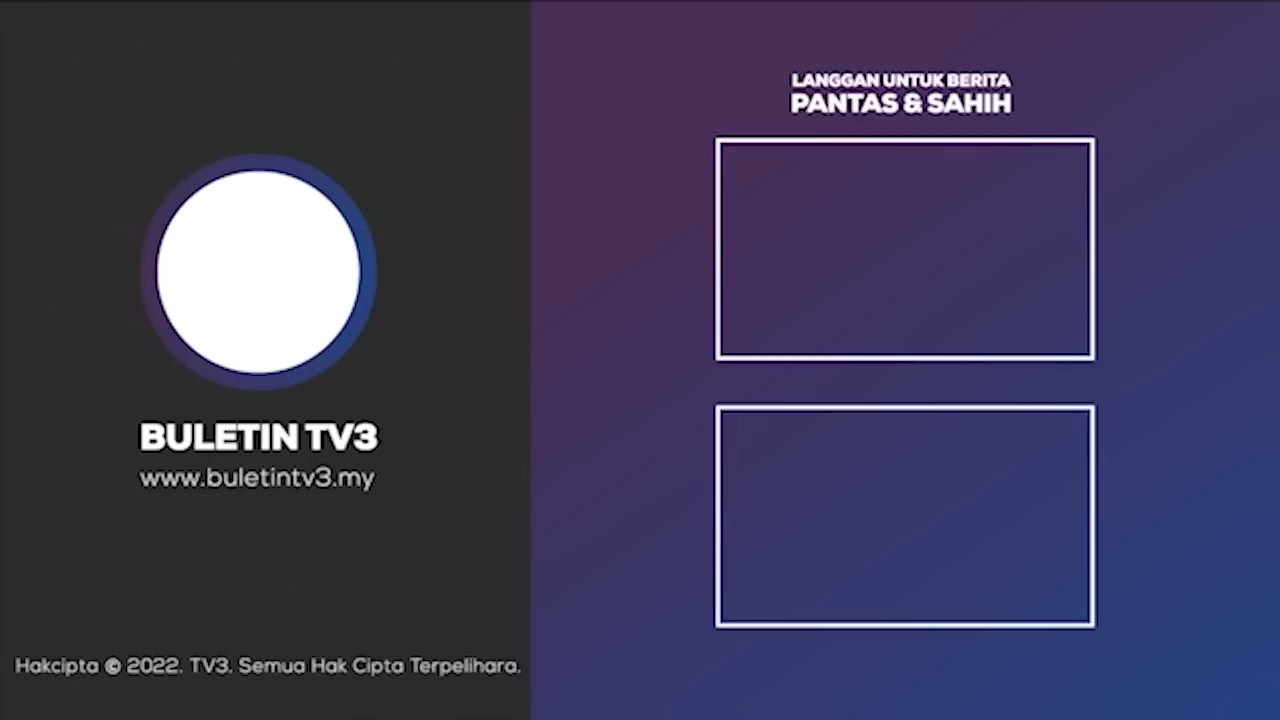 LANGGAN UNTUK BERITA
PANTAS & SAHIH
BULETIN TV3
www.buletintv3.my
Hakcipta © 2022. TV3. Semua Hak Cipta Terpelihara.